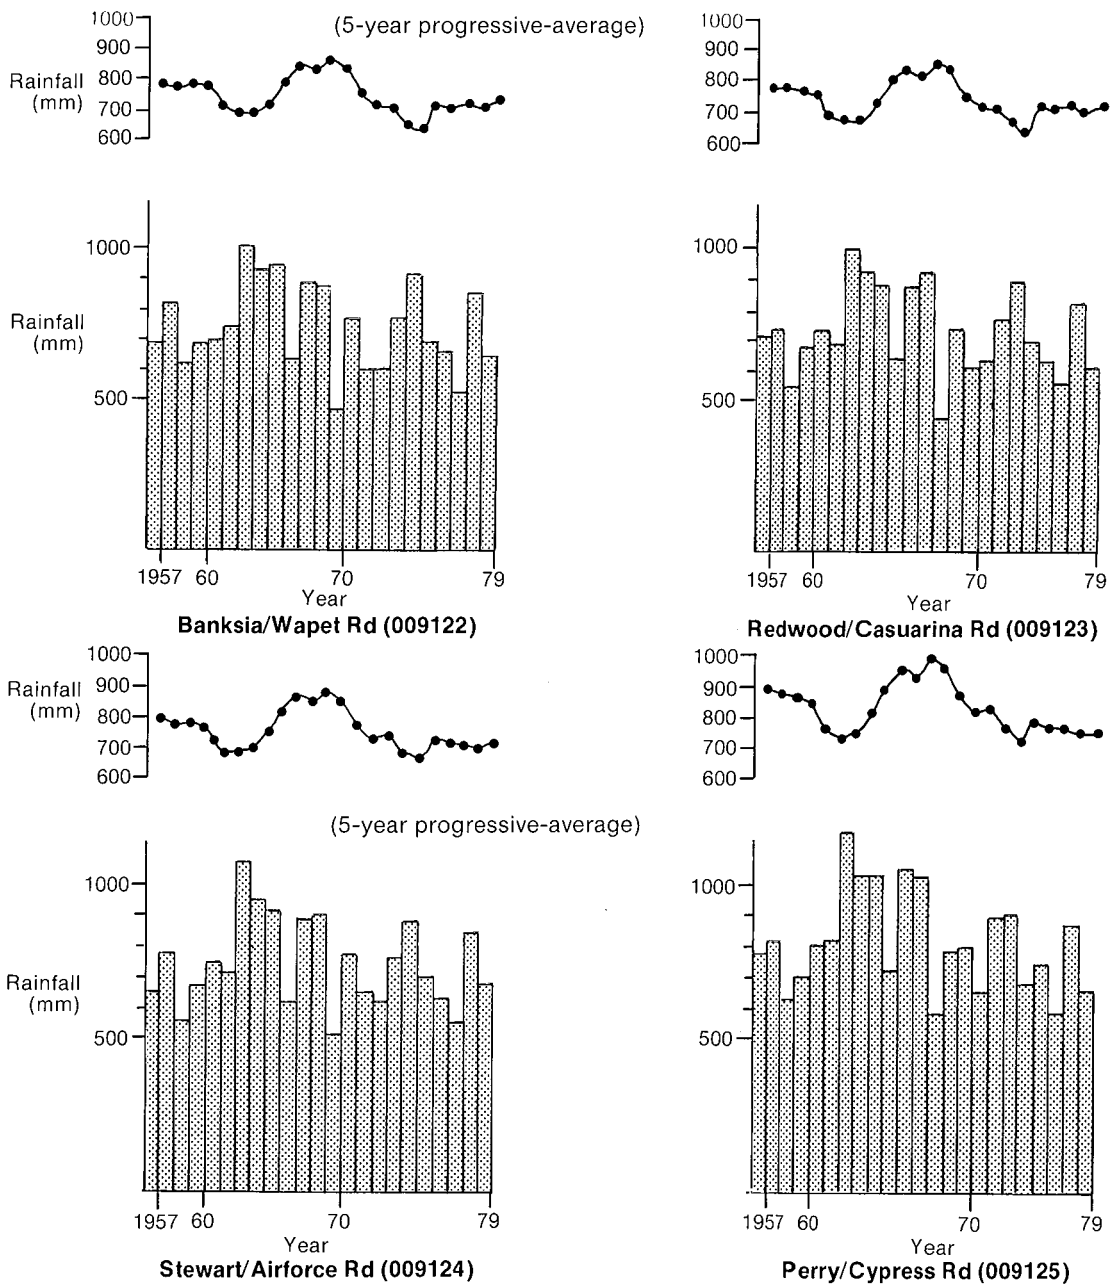 (5-year progressive-average)
1000
900
800
700
600
Rainfall
(mm)
1000
900
800
700
600
1000
500
Rainfall
(mm)
1957 60 70 79
Year
Banksia/Wapet Rd (009122)
1000
500
1957 60 70 79
Year
Redwood/Casuarina Rd (009123)
1000
900
800
700
600
Rainfall
(mm)
1000
900
800
700
600
(5-year progressive-average)
1000
500
Rainfall
(mm)
1957 60 70 79
Year
Stewart/Airforce Rd (009124)
1000
500
1957 60 70 79
Year
Perry/Cypress Rd (009125)